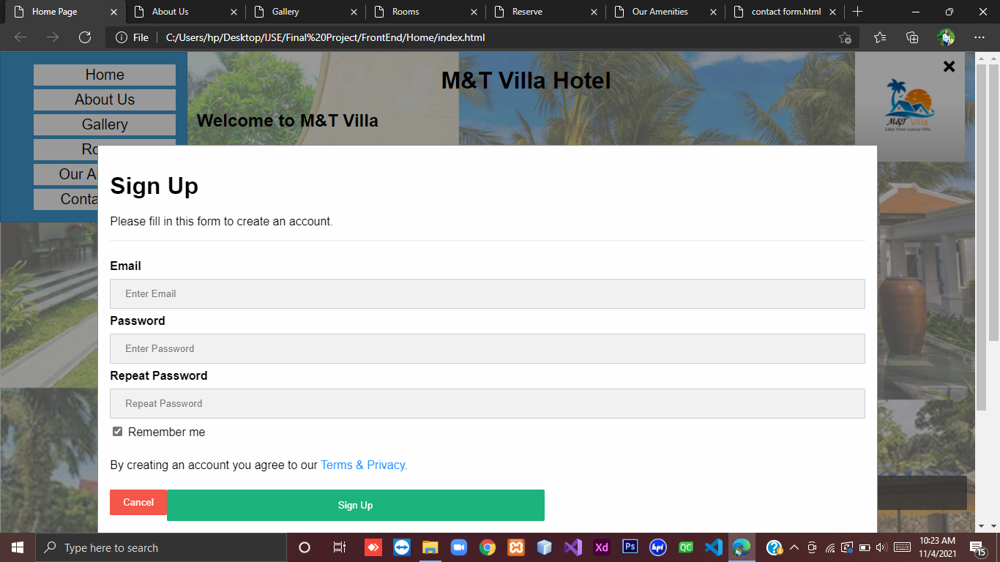 Home Page
About Us
Gallery
Rooms
Reserve
Our Amenities
contact form.html
File
C:/Users/hp/Desktop/IJSE/Final%20Project/FrontEnd/Home/index.html
Home
About Us
Gallery
Ro
Our A
Conta
M&T Villa Hotel
Welcome to M&T Villa
M&T Villa
Lake View Luxury Villa
Sign Up
Please fill in this form to create an account.
Email
Enter Email
Password
Enter Password
Repeat Password
Repeat Password
Remember me
By creating an account you agree to our Terms & Privacy.
Cancel
Sign Up
Type here to search
Xd
Ps
hpf
QC
10:23 AM
11/4/2021
15